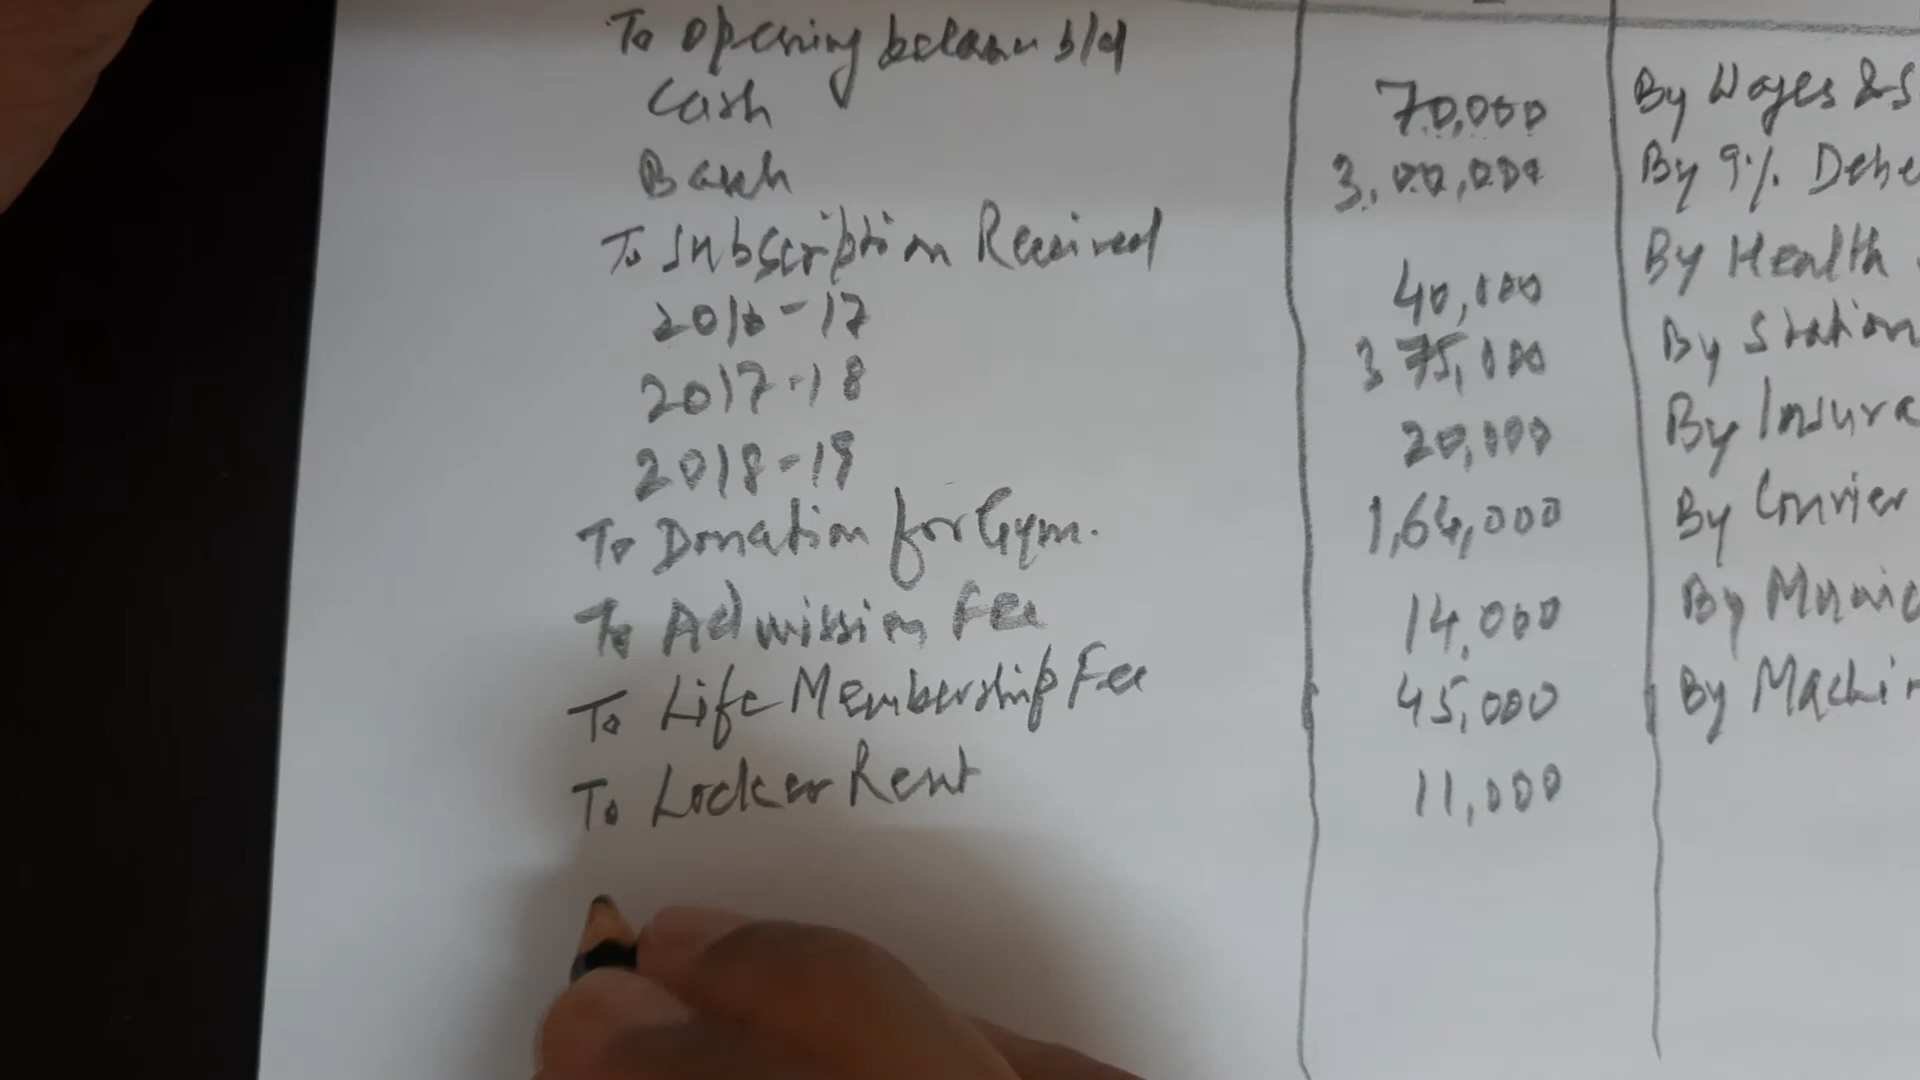 To Opening balance b/d
Cash 70,000
Bank 3,00,000
To Subscription Received
2016-17 40,000
2017-18 375,000
2018-19 20,000
To Donation for Gym. 1,64,000
To Admission Fee 14,000
To Life Membership Fee 45,000
To Locker Rent 11,000
By Wages & S
By 9% Debe
By Health
By Station
By Insura
By Courier
By Munic
By Machin